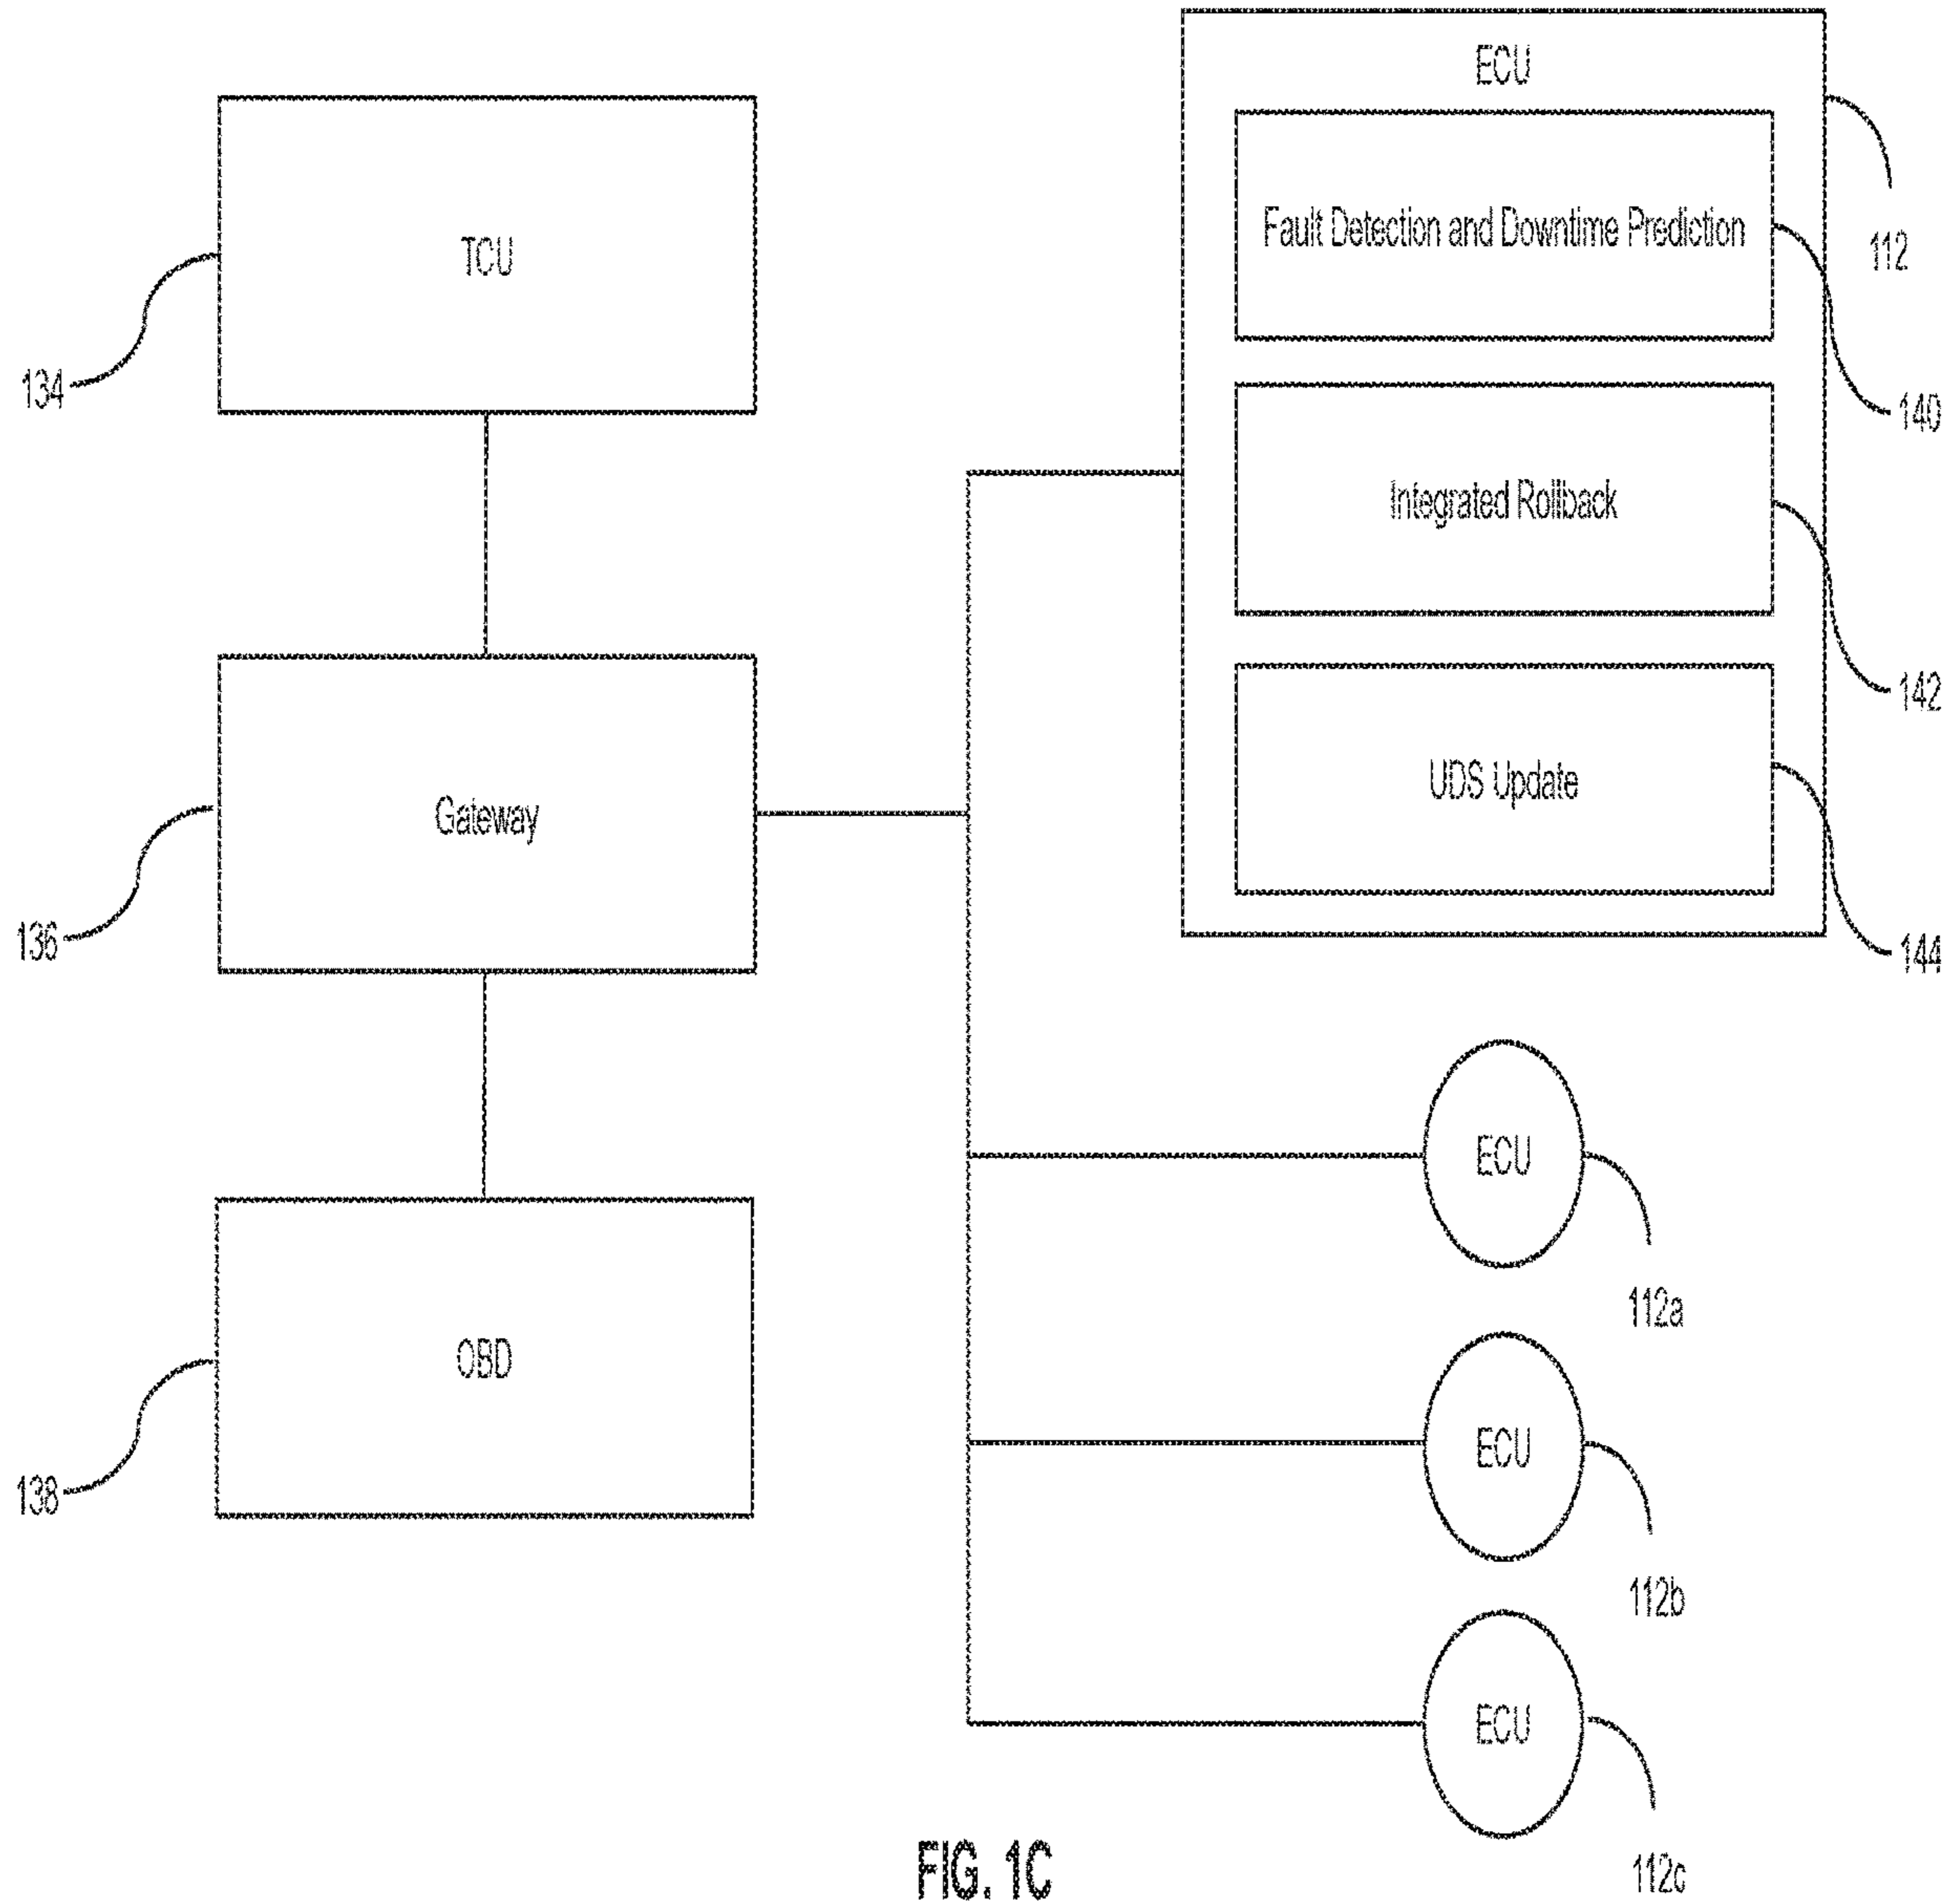 ECU
TCU
Fault Detection and Downtime Prediction
112
134
140
Integrated Rollback
142
Gateway
UDS Update
136
144
ECU
112a
OBD
ECU
138
112b
ECU
112c
FIG. 1C